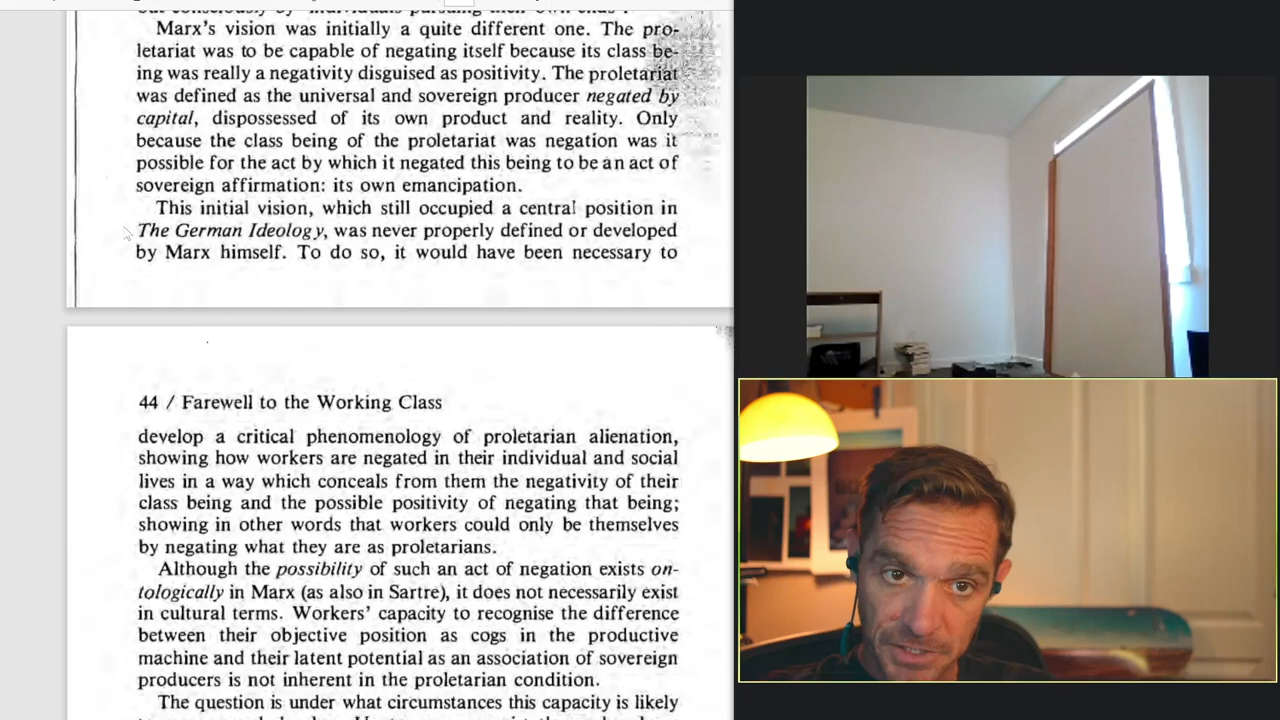 Marx's vision was initially a quite different one. The pro-
letariat was to be capable of negating itself because its class be-
ing was really a negativity disguised as positivity. The proletariat
was defined as the universal and sovereign producer negated by
capital, dispossessed of its own product and reality. Only
because the class being of the proletariat was negation was it
possible for the act by which it negated this being to be an act of
sovereign affirmation: its own emancipation.
This initial vision, which still occupied a central position in
The German Ideology, was never properly defined or developed
by Marx himself. To do so, it would have been necessary to
44 / Farewell to the Working Class
develop a critical phenomenology of proletarian alienation,
showing how workers are negated in their individual and social
lives in a way which conceals from them the negativity of their
class being and the possible positivity of negating that being;
showing in other words that workers could only be themselves
by negating what they are as proletarians.
Although the possibility of such an act of negation exists on-
tologically in Marx (as also in Sartre), it does not necessarily exist
in cultural terms. Workers' capacity to recognise the difference
between their objective position as cogs in the productive
machine and their latent potential as an association of sovereign
producers is not inherent in the proletarian condition.
The question is under what circumstances this capacity is likely